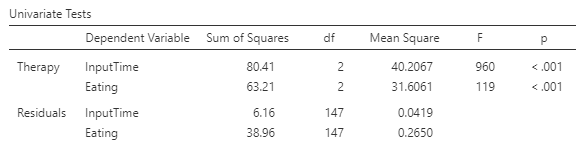 Univariate Tests
Dependent Variable Sum of Squares df Mean Square F p
Therapy InputTime 80.41 2 40.2067 960 < .001
Eating 63.21 2 31.6061 119 < .001
Residuals InputTime 6.16 147 0.0419
Eating 38.96 147 0.2650